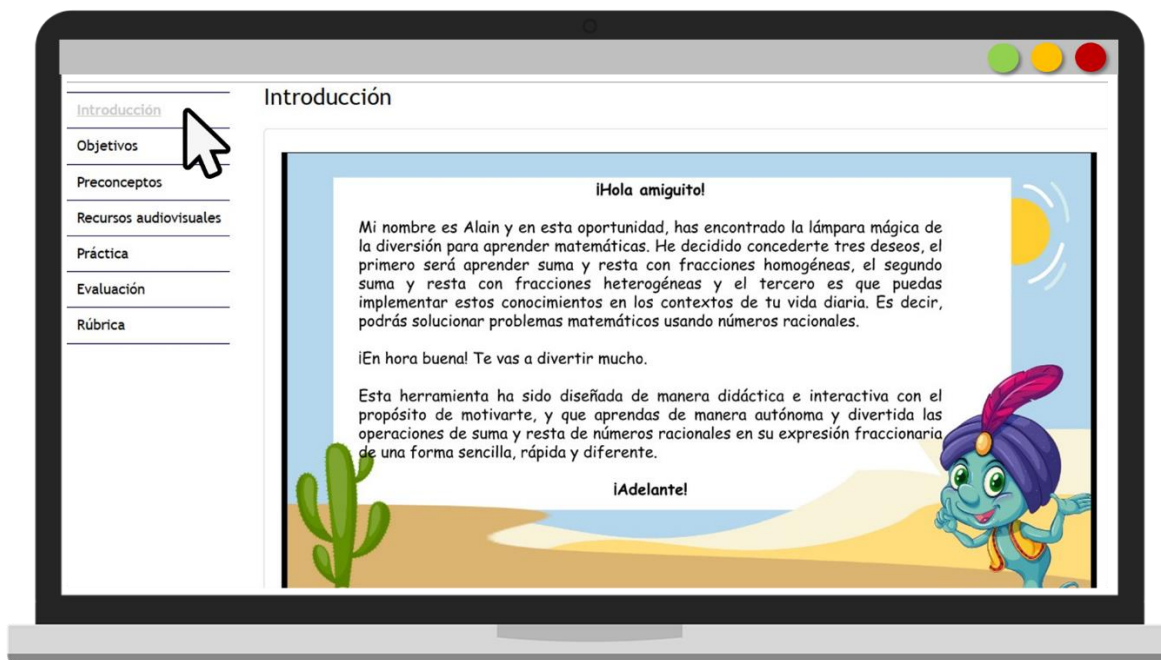 Introducción
Objetivos
Preconceptos
Recursos audiovisuales
Práctica
Evaluación
Rúbrica
Introducción
¡Hola amiguito!
Mi nombre es Alain y en esta oportunidad, has encontrado la lámpara mágica de
la diversión para aprender matemáticas. He decidido concederte tres deseos, el
primero será aprender suma y resta con fracciones homogéneas, el segundo
suma y resta con fracciones heterogéneas y el tercero es que puedas
implementar estos conocimientos en los contextos de tu vida diaria. Es decir,
podrás solucionar problemas matemáticos usando números racionales.
¡En hora buena! Te vas a divertir mucho.
Esta herramienta ha sido diseñada de manera didáctica e interactiva con el
propósito de motivarte, y que aprendas de manera autónoma y divertida las
operaciones de suma y resta de números racionales en su expresión fraccionaria
de una forma sencilla, rápida y diferente.
¡Adelante!